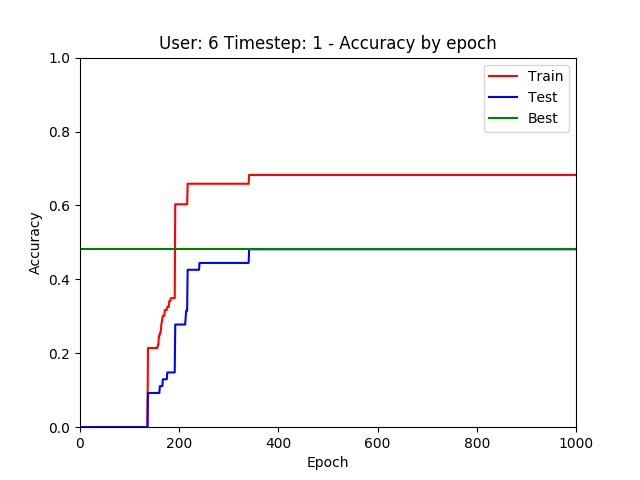 User: 6 Timestep: 1 - Accuracy by epoch
1.0
0.8
0.6
0.4
0.2
0.0
Accuracy
Train
Test
Best
0 200 400 600 800 1000
Epoch